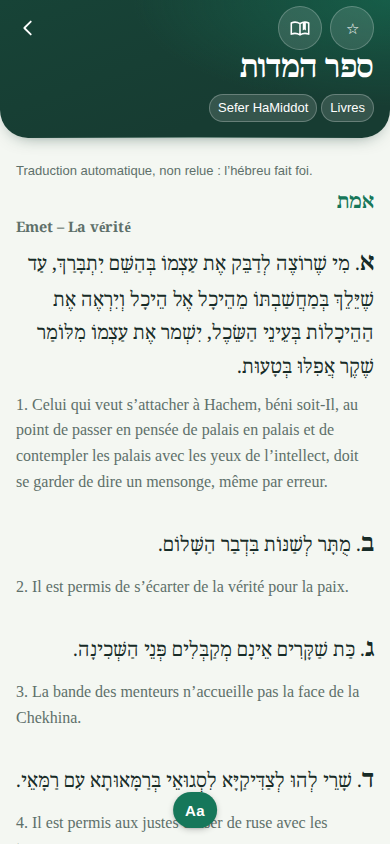 ספר המדות
Sefer HaMiddot
Livres
Traduction automatique, non relue : l’hébreu fait foi.
אמת
Emet – La vérité
א. מִי שֶׁרוֹצֶה לְדַבֵּק אֶת עַצְמוֹ בְּהַשֵּׁם יִתְבָּרַךְ, עַד
שֶׁיֵּלֵךְ בְּמַחֲשַׁבְתּוֹ מֵהֵיכָל אֶל הֵיכָל וְיִרְאֶה אֶת
הַהֵיכָלוֹת בְּעֵינֵי הַשֵּׂכֶל, יִשְׁמֹר אֶת עַצְמוֹ מִלּוֹמַר
שֶׁקֶר אֲפִלּוּ בְּטָעוּת.
1. Celui qui veut s’attacher à Hachem, béni soit-Il, au
point de passer en pensée de palais en palais et de
contempler les palais avec les yeux de l’intellect, doit
se garder de dire un mensonge, même par erreur.
ב. מֻתָּר לְשַׁנּוֹת בִּדְבַר הַשָּׁלוֹם.
2. Il est permis de s’écarter de la vérité pour la paix.
ג. כַּת שַׁקָּרִים אֵינָם מְקַבְּלִים פְּנֵי הַשְּׁכִינָה.
3. La bande des menteurs n’accueille pas la face de la
Chekhina.
ד. שָׁרֵי לְהוּ לְצַדִּיקַיָּא לִסְגּוּאֵי בְּרַמָּאוּתָא עִם רַמָּאֵי.
Aa
4. Il est permis aux justes er de ruse avec les